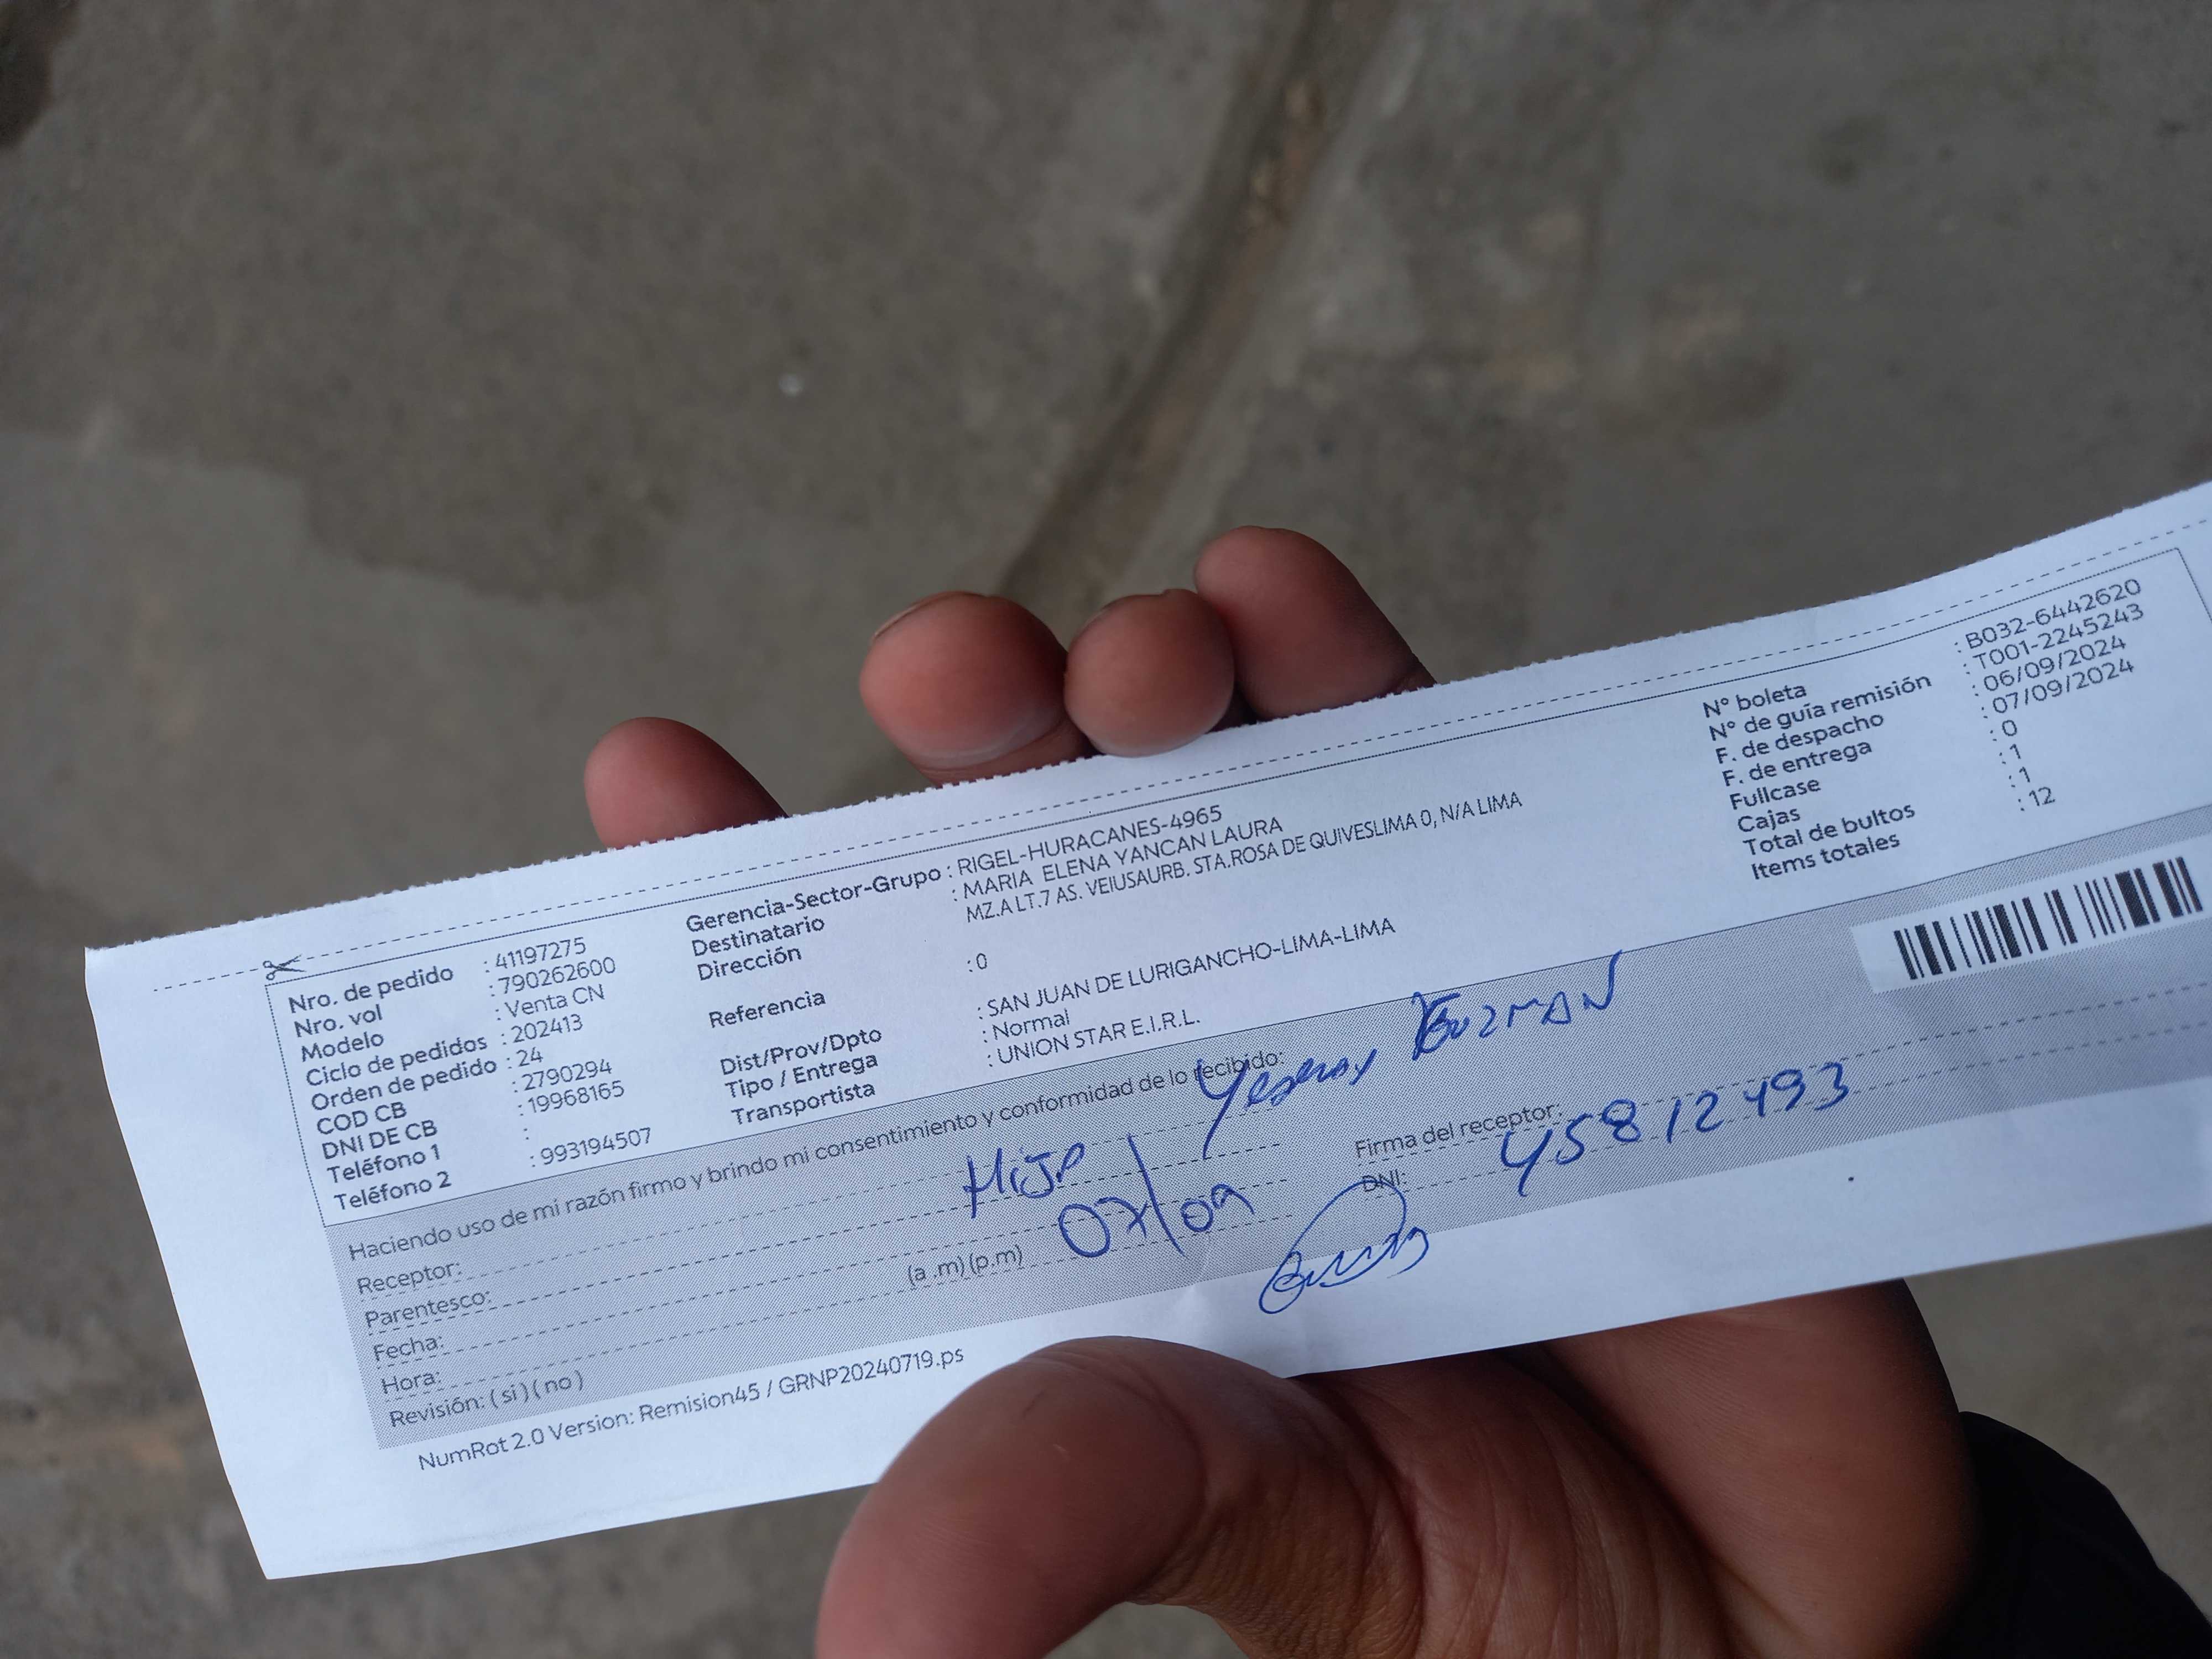 Nro. de pedido : 41197275
Nro. vol : 790262600
Modelo : Venta CN
Ciclo de pedidos : 202413
Orden de pedido : 24
COD CB : 2790294
DNI DE CB : 19968165
Teléfono 1 :
Teléfono 2 : 993194507
Gerencia-Sector-Grupo : RIGEL-HURACANES-4965
Destinatario : MARIA ELENA YANCAN LAURA
Dirección MZ.A LT.7 AS. VEIUSAURB. STA.ROSA DE QUIVESLIMA 0, N/A LIMA
Referencia : 0
Dist/Prov/Dpto : SAN JUAN DE LURIGANCHO-LIMA-LIMA
Tipo / Entrega : Normal
Transportista : UNION STAR E.I.R.L.
N° boleta : B032-6442620
N° de guía remisión : T001-2245243
F. de despacho : 06/09/2024
F. de entrega : 07/09/2024
Fullcase : 0
Cajas : 1
Total de bultos : 1
Items totales : 12
Haciendo uso de mi razón firmo y brindo mi consentimiento y conformidad de lo recibido:
Receptor: GUZMAN
Parentesco: HiJA
Fecha: 07/09
Hora: (a .m) (p.m)
Revisión: ( si ) ( no )
Firma del receptor:
DNI: 45812493
NumRot 2.0 Version: Remision45 / GRNP20240719.ps